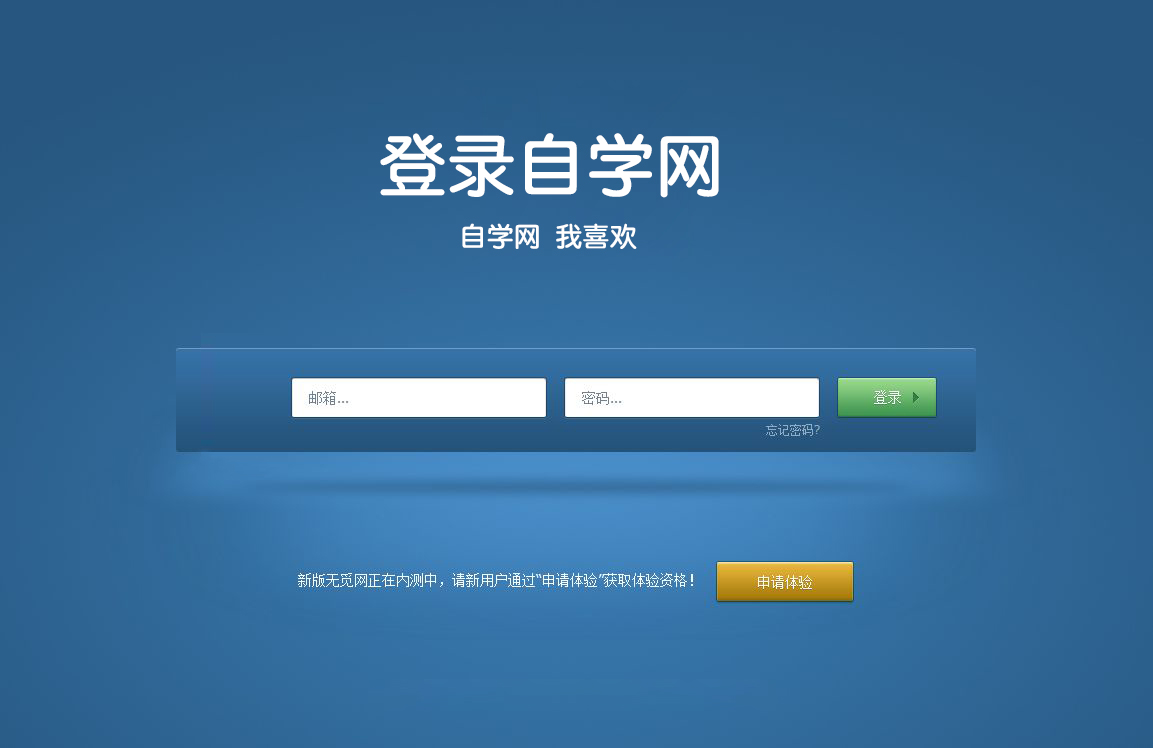 登录自学网
自学网 我喜欢
邮箱... 密码... 登录
忘记密码?
新版无觅网正在内测中，请新用户通过“申请体验”获取体验资格! 申请体验